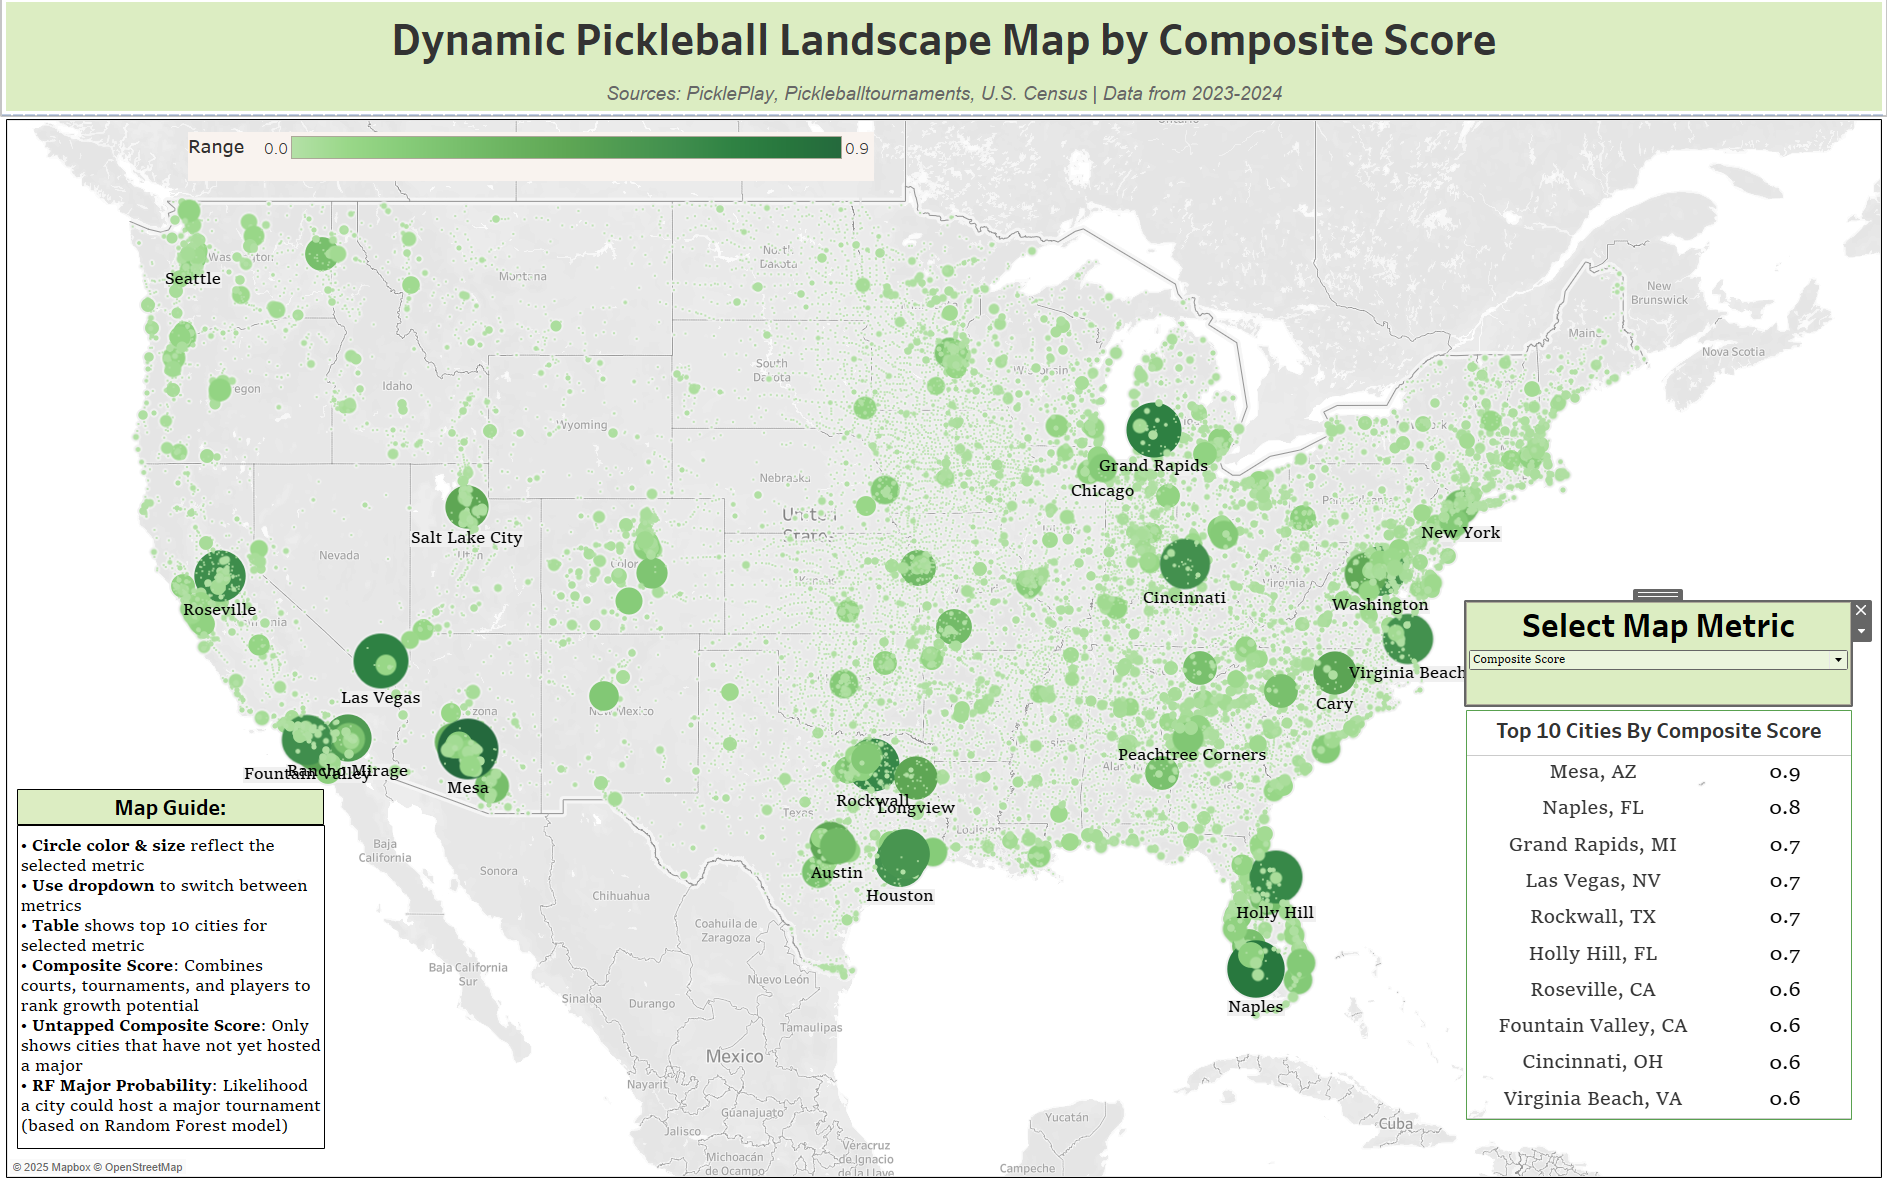 Dynamic Pickleball Landscape Map by Composite Score
Sources: PicklePlay, Pickleballtournaments, U.S. Census | Data from 2023-2024
Range 0.0 0.9
North
Dakota
Montana
Seattle
New
Brunswick
Maine
Nova Scotia
South
Dakota
Wisconsin
Idaho
Wyoming
Grand Rapids
Chicago
Nebraska
Salt Lake City
Utah
United
States
New York
Nevada
Roseville
Cincinnati
Virginia
Washington
Las Vegas
Virginia Beach
Cary
New Mexico
Peachtree Corners
Fountain Valley
Rancho Mirage
Mesa
Rockwall
Longview
Texas
Louisiana
Austin
Houston
Holly Hill
Naples
Baja
California
Sonora
Chihuahua
Coahuila de
Zaragoza
Baja California
Sur
Nuevo León
Sinaloa
Durango
Tamaulipas
Mexico
Nayarit
Guanajuato
Jalisco
Michoacán
de Ocampo
Veracruz
de Ignacio
de la Llave
Yucatán
Campeche
Cuba
Select Map Metric
Composite Score
Top 10 Cities By Composite Score
Mesa, AZ 0.9
Naples, FL 0.8
Grand Rapids, MI 0.7
Las Vegas, NV 0.7
Rockwall, TX 0.7
Holly Hill, FL 0.7
Roseville, CA 0.6
Fountain Valley, CA 0.6
Cincinnati, OH 0.6
Virginia Beach, VA 0.6
Map Guide:
• Circle color & size reflect the
selected metric
• Use dropdown to switch between
metrics
• Table shows top 10 cities for
selected metric
• Composite Score: Combines
courts, tournaments, and players to
rank growth potential
• Untapped Composite Score: Only
shows cities that have not yet hosted
a major
• RF Major Probability: Likelihood
a city could host a major tournament
(based on Random Forest model)
© 2025 Mapbox © OpenStreetMap